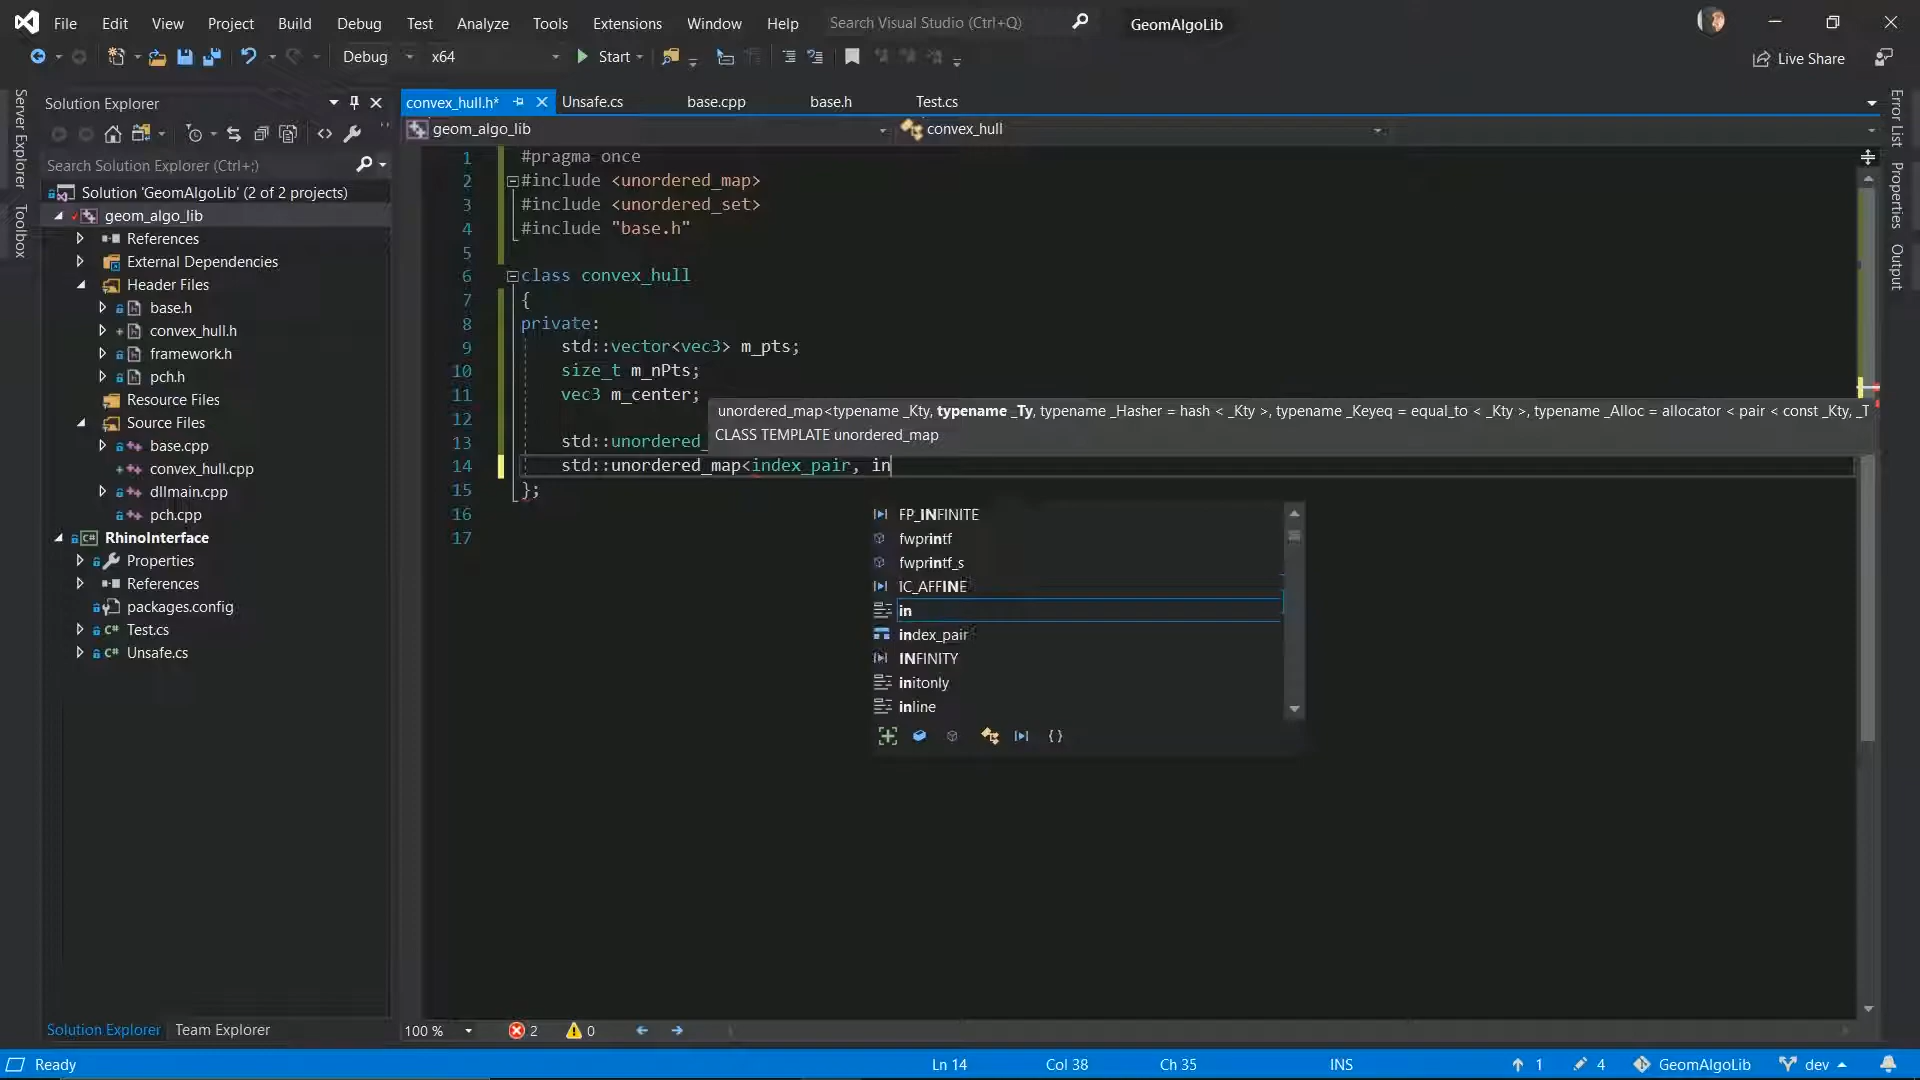 File Edit View Project Build Debug Test Analyze Tools Extensions Window Help Search Visual Studio (Ctrl+Q) GeomAlgoLib
Debug x64 Start Live Share
Server Explorer
Toolbox
Solution Explorer
Search Solution Explorer (Ctrl+;)
Solution 'GeomAlgoLib' (2 of 2 projects)
geom_algo_lib
References
External Dependencies
Header Files
base.h
convex_hull.h
framework.h
pch.h
Resource Files
Source Files
base.cpp
convex_hull.cpp
dllmain.cpp
pch.cpp
RhinoInterface
Properties
References
packages.config
Test.cs
Unsafe.cs
Solution Explorer Team Explorer
convex_hull.h* Unsafe.cs base.cpp base.h Test.cs
geom_algo_lib convex_hull
1 #pragma once
2 #include <unordered_map>
3 #include <unordered_set>
4 #include "base.h"
5
6 class convex_hull
7 {
8 private:
9 std::vector<vec3> m_pts;
10 size_t m_nPts;
11 vec3 m_center;
12
13 std::unordered_
14 std::unordered_map<index_pair, in
15 };
16
17
unordered_map<typename _Kty, typename _Ty, typename _Hasher = hash < _Kty >, typename _Keyeq = equal_to < _Kty >, typename _Alloc = allocator < pair < const _Kty, _T
CLASS TEMPLATE unordered_map
FP_INFINITE
fwprintf
fwprintf_s
IC_AFFINE
in
index_pair
INFINITY
initonly
inline
Error List
Properties
Output
100 % 2 0
Ready Ln 14 Col 38 Ch 35 INS 1 4 GeomAlgoLib dev